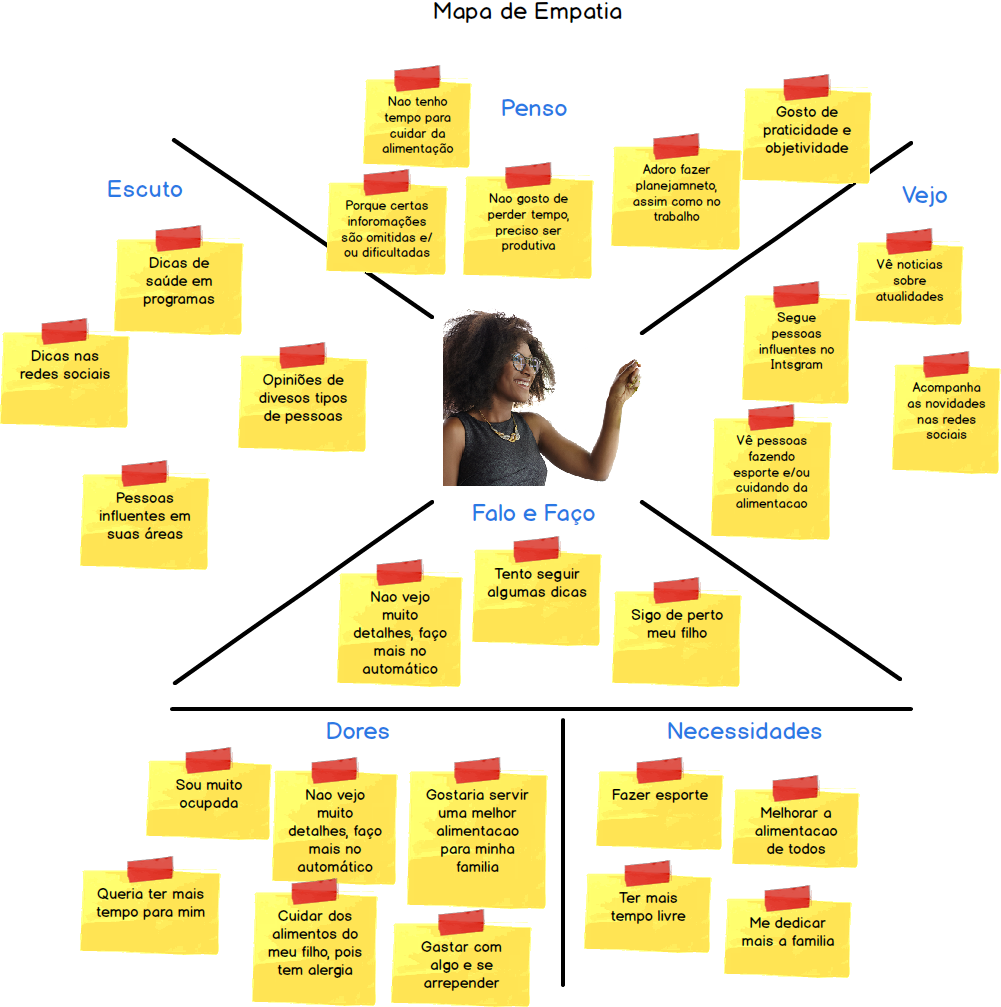 Mapa de Empatia
Penso
Nao tenho
tempo para
cuidar da
alimentação
Porque certas
inforomações
são omitidas e/
ou dificultadas
Nao gosto de
perder tempo,
preciso ser
produtiva
Adoro fazer
planejamneto,
assim como no
trabalho
Gosto de
praticidade e
objetividade
Escuto
Dicas de
saúde em
programas
Dicas nas
redes sociais
Opiniões de
divesos tipos
de pessoas
Pessoas
influentes em
suas áreas
Vejo
Vê noticias
sobre
atualidades
Segue
pessoas
influentes no
Intsgram
Acompanha
as novidades
nas redes
sociais
Vê pessoas
fazendo
esporte e/ou
cuidando da
alimentacao
Falo e Faço
Nao vejo
muito
detalhes, faço
mais no
automático
Tento seguir
algumas dicas
Sigo de perto
meu filho
Dores
Sou muito
ocupada
Nao vejo
muito
detalhes, faço
mais no
automático
Gostaria servir
uma melhor
alimentacao
para minha
familia
Queria ter mais
tempo para mim
Cuidar dos
alimentos do
meu filho, pois
tem alergia
Gastar com
algo e se
arrepender
Necessidades
Fazer esporte
Melhorar a
alimentacao
de todos
Ter mais
tempo livre
Me dedicar
mais a familia